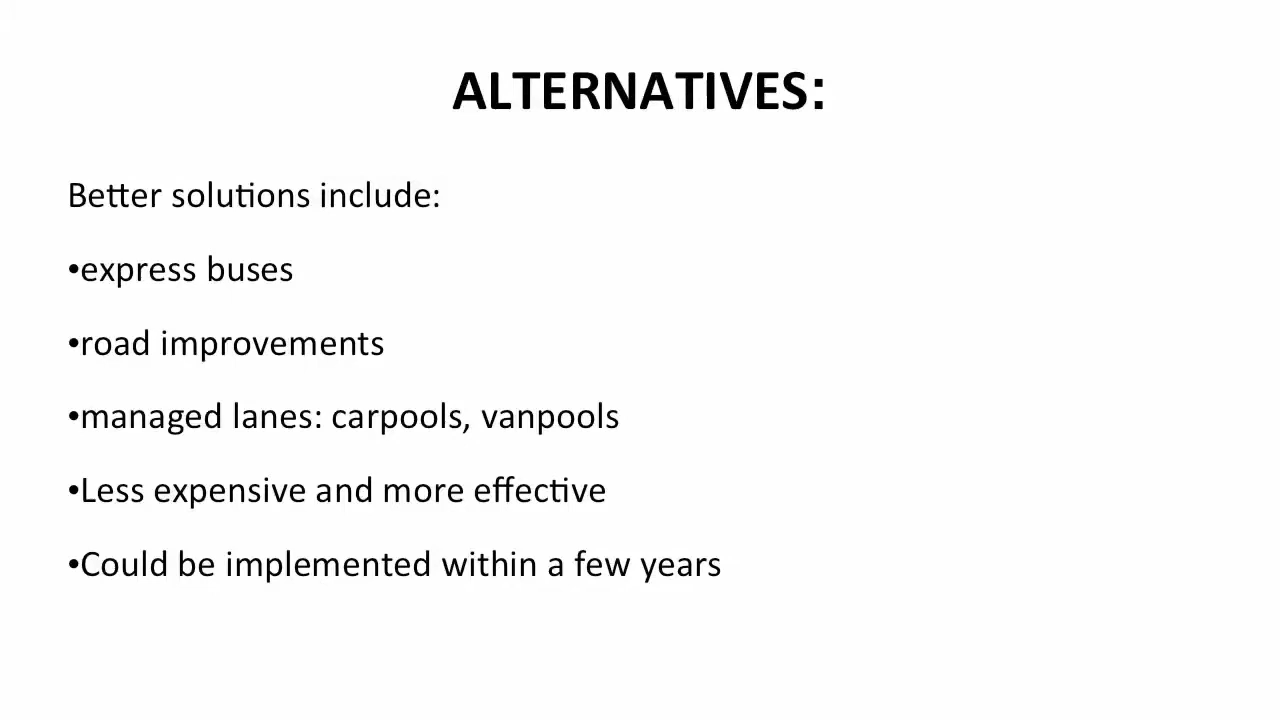 ALTERNATIVES:
Better solutions include:
•express buses
•road improvements
•managed lanes: carpools, vanpools
•Less expensive and more effective
•Could be implemented within a few years